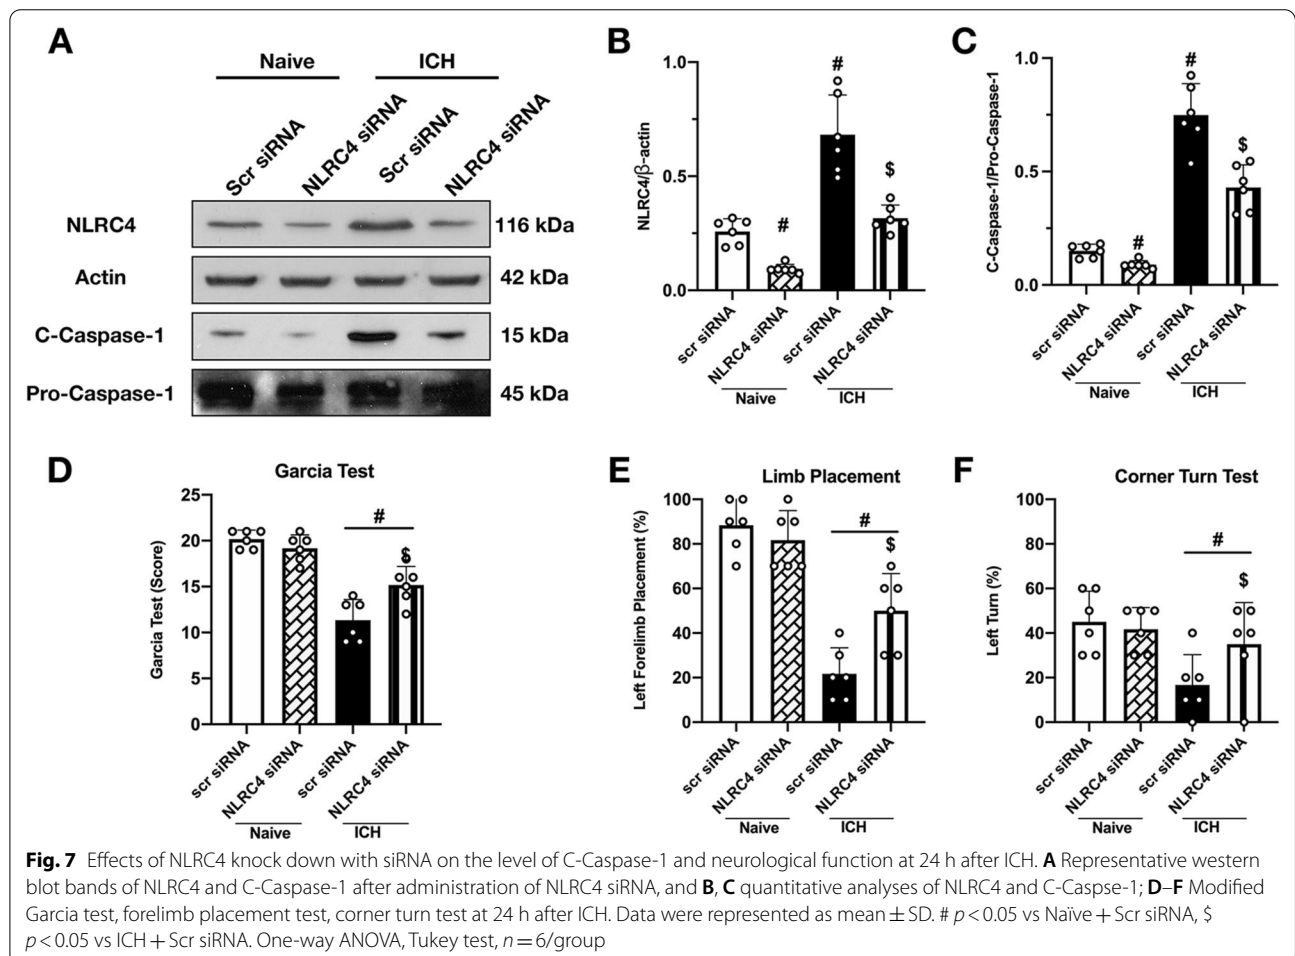 A
Naive
ICH
Scr siRNA
NLRC4 siRNA
Scr siRNA
NLRC4 siRNA
NLRC4
116 kDa
Actin
42 kDa
C-Caspase-1
15 kDa
Pro-Caspase-1
45 kDa
B
NLRC4/β-actin
1.0
0.5
0.0
#
#
$
scr siRNA
NLRC4 siRNA
scr siRNA
NLRC4 siRNA
Naive
ICH
C
C-Caspase-1/Pro-Caspase-1
1.0
0.5
0.0
#
#
$
scr siRNA
NLRC4 siRNA
scr siRNA
NLRC4 siRNA
Naive
ICH
D
Garcia Test
Garcia Test (Score)
25
20
15
10
5
0
#
$
scr siRNA
NLRC4 siRNA
scr siRNA
NLRC4 siRNA
Naive
ICH
E
Limb Placement
Left Forelimb Placement (%)
100
80
60
40
20
0
#
$
scr siRNA
NLRC4 siRNA
scr siRNA
NLRC4 siRNA
Naive
ICH
F
Corner Turn Test
Left Turn (%)
100
80
60
40
20
0
#
$
scr siRNA
NLRC4 siRNA
scr siRNA
NLRC4 siRNA
Naive
ICH
Fig. 7 Effects of NLRC4 knock down with siRNA on the level of C-Caspase-1 and neurological function at 24 h after ICH. A Representative western
blot bands of NLRC4 and C-Caspase-1 after administration of NLRC4 siRNA, and B, C quantitative analyses of NLRC4 and C-Caspse-1; D–F Modified
Garcia test, forelimb placement test, corner turn test at 24 h after ICH. Data were represented as mean ± SD. # p < 0.05 vs Naïve + Scr siRNA, $
p < 0.05 vs ICH + Scr siRNA. One-way ANOVA, Tukey test, n = 6/group